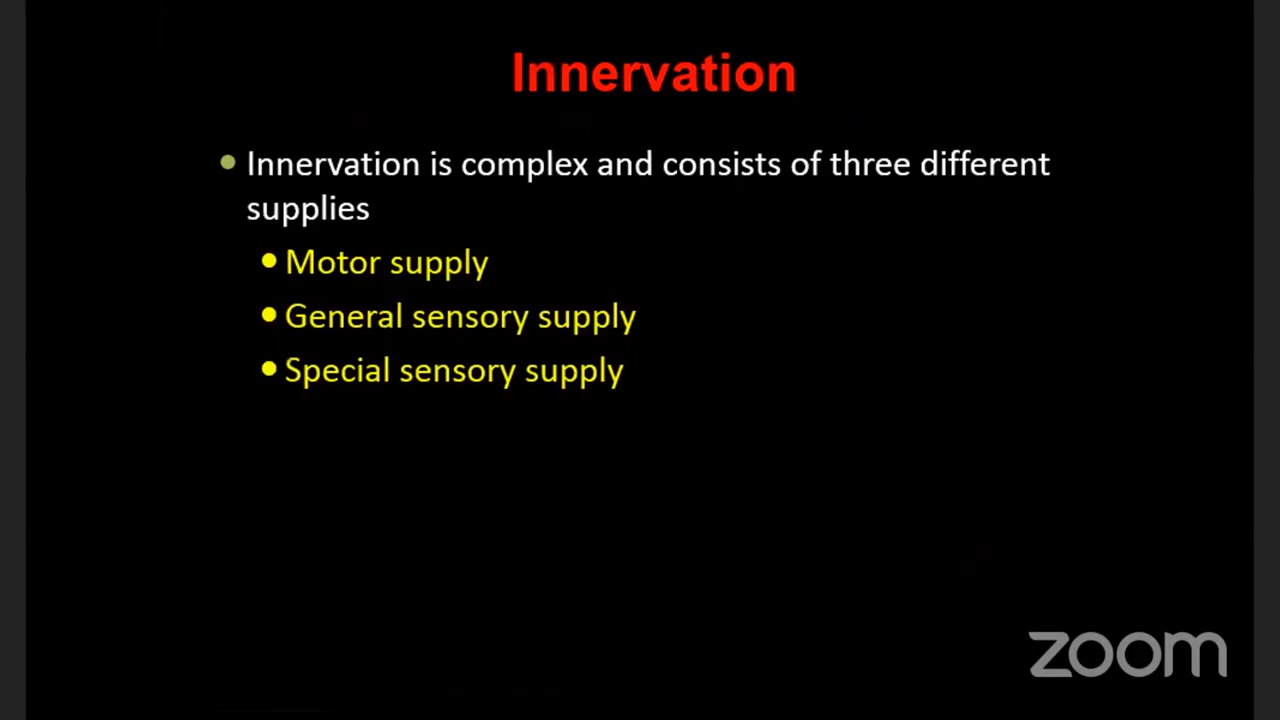 Innervation
• Innervation is complex and consists of three different
supplies
• Motor supply
• General sensory supply
• Special sensory supply
zoom